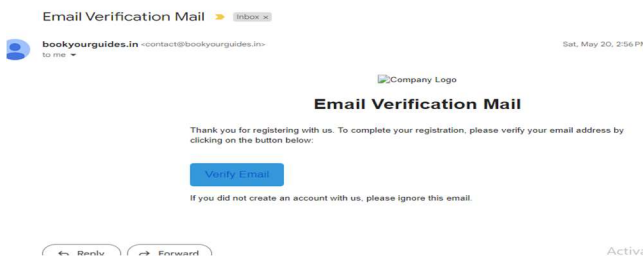 Email Verification Mail Inbox x
bookyourguides.in <contact@bookyourguides.in> Sat, May 20, 2:56 PM
to me
Company Logo
Email Verification Mail
Thank you for registering with us. To complete your registration, please verify your email address by
clicking on the button below:
Verify Email
If you did not create an account with us, please ignore this email.
Reply Forward
Activa